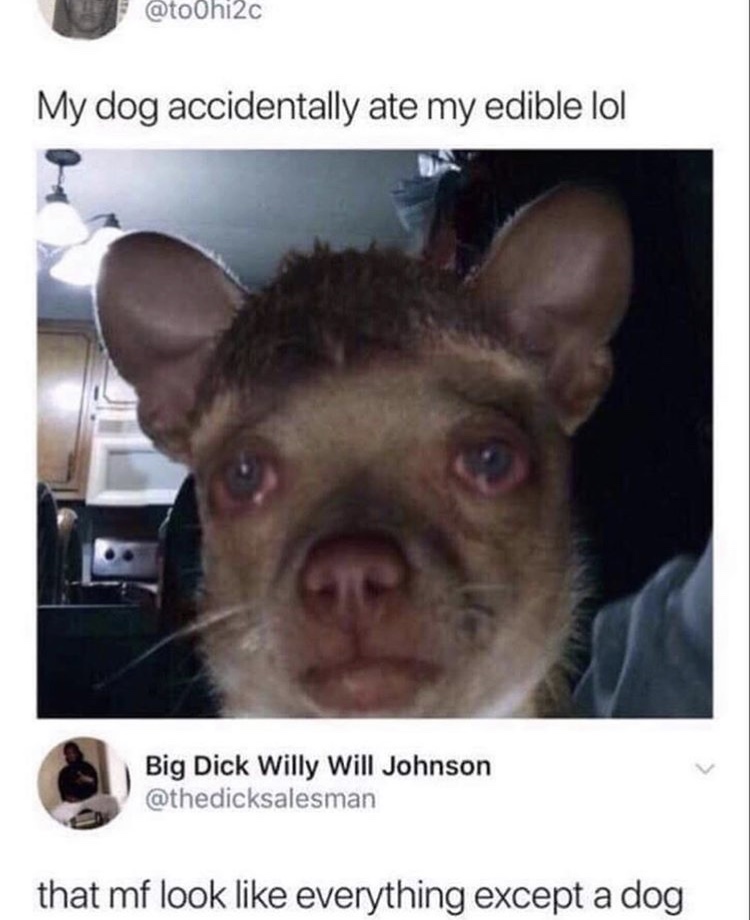 @to0hi2c
My dog accidentally ate my edible lol
Big Dick Willy Will Johnson
@thedicksalesman
that mf look like everything except a dog